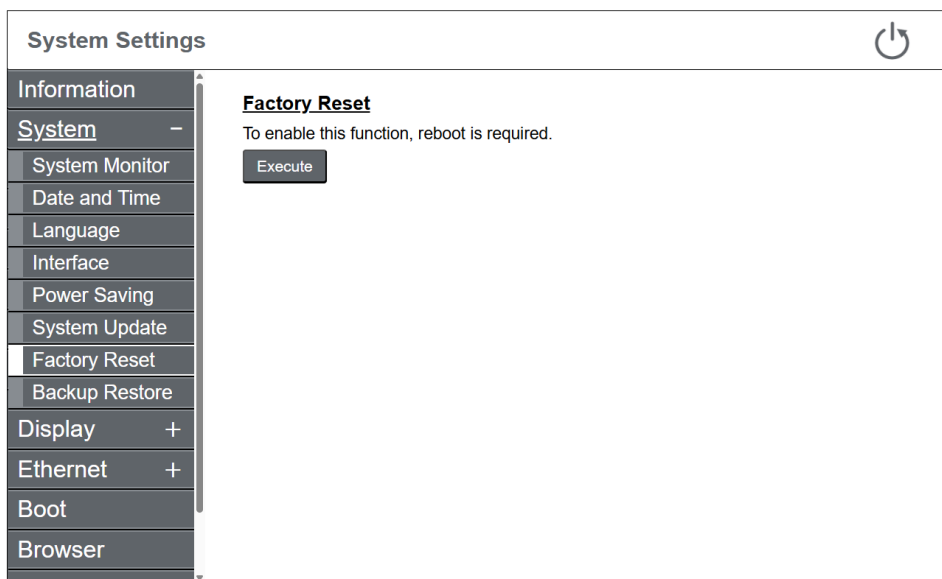 System Settings
Information
System −
System Monitor
Date and Time
Language
Interface
Power Saving
System Update
Factory Reset
Backup Restore
Display +
Ethernet +
Boot
Browser
Factory Reset
To enable this function, reboot is required.
Execute